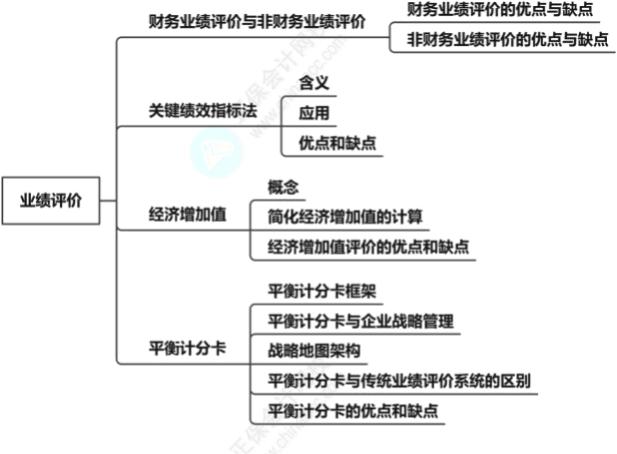 业绩评价
财务业绩评价与非财务业绩评价
财务业绩评价的优点与缺点
非财务业绩评价的优点与缺点
关键绩效指标法
含义
应用
优点和缺点
经济增加值
概念
简化经济增加值的计算
经济增加值评价的优点和缺点
平衡计分卡
平衡计分卡框架
平衡计分卡与企业战略管理
战略地图架构
平衡计分卡与传统业绩评价系统的区别
平衡计分卡的优点和缺点